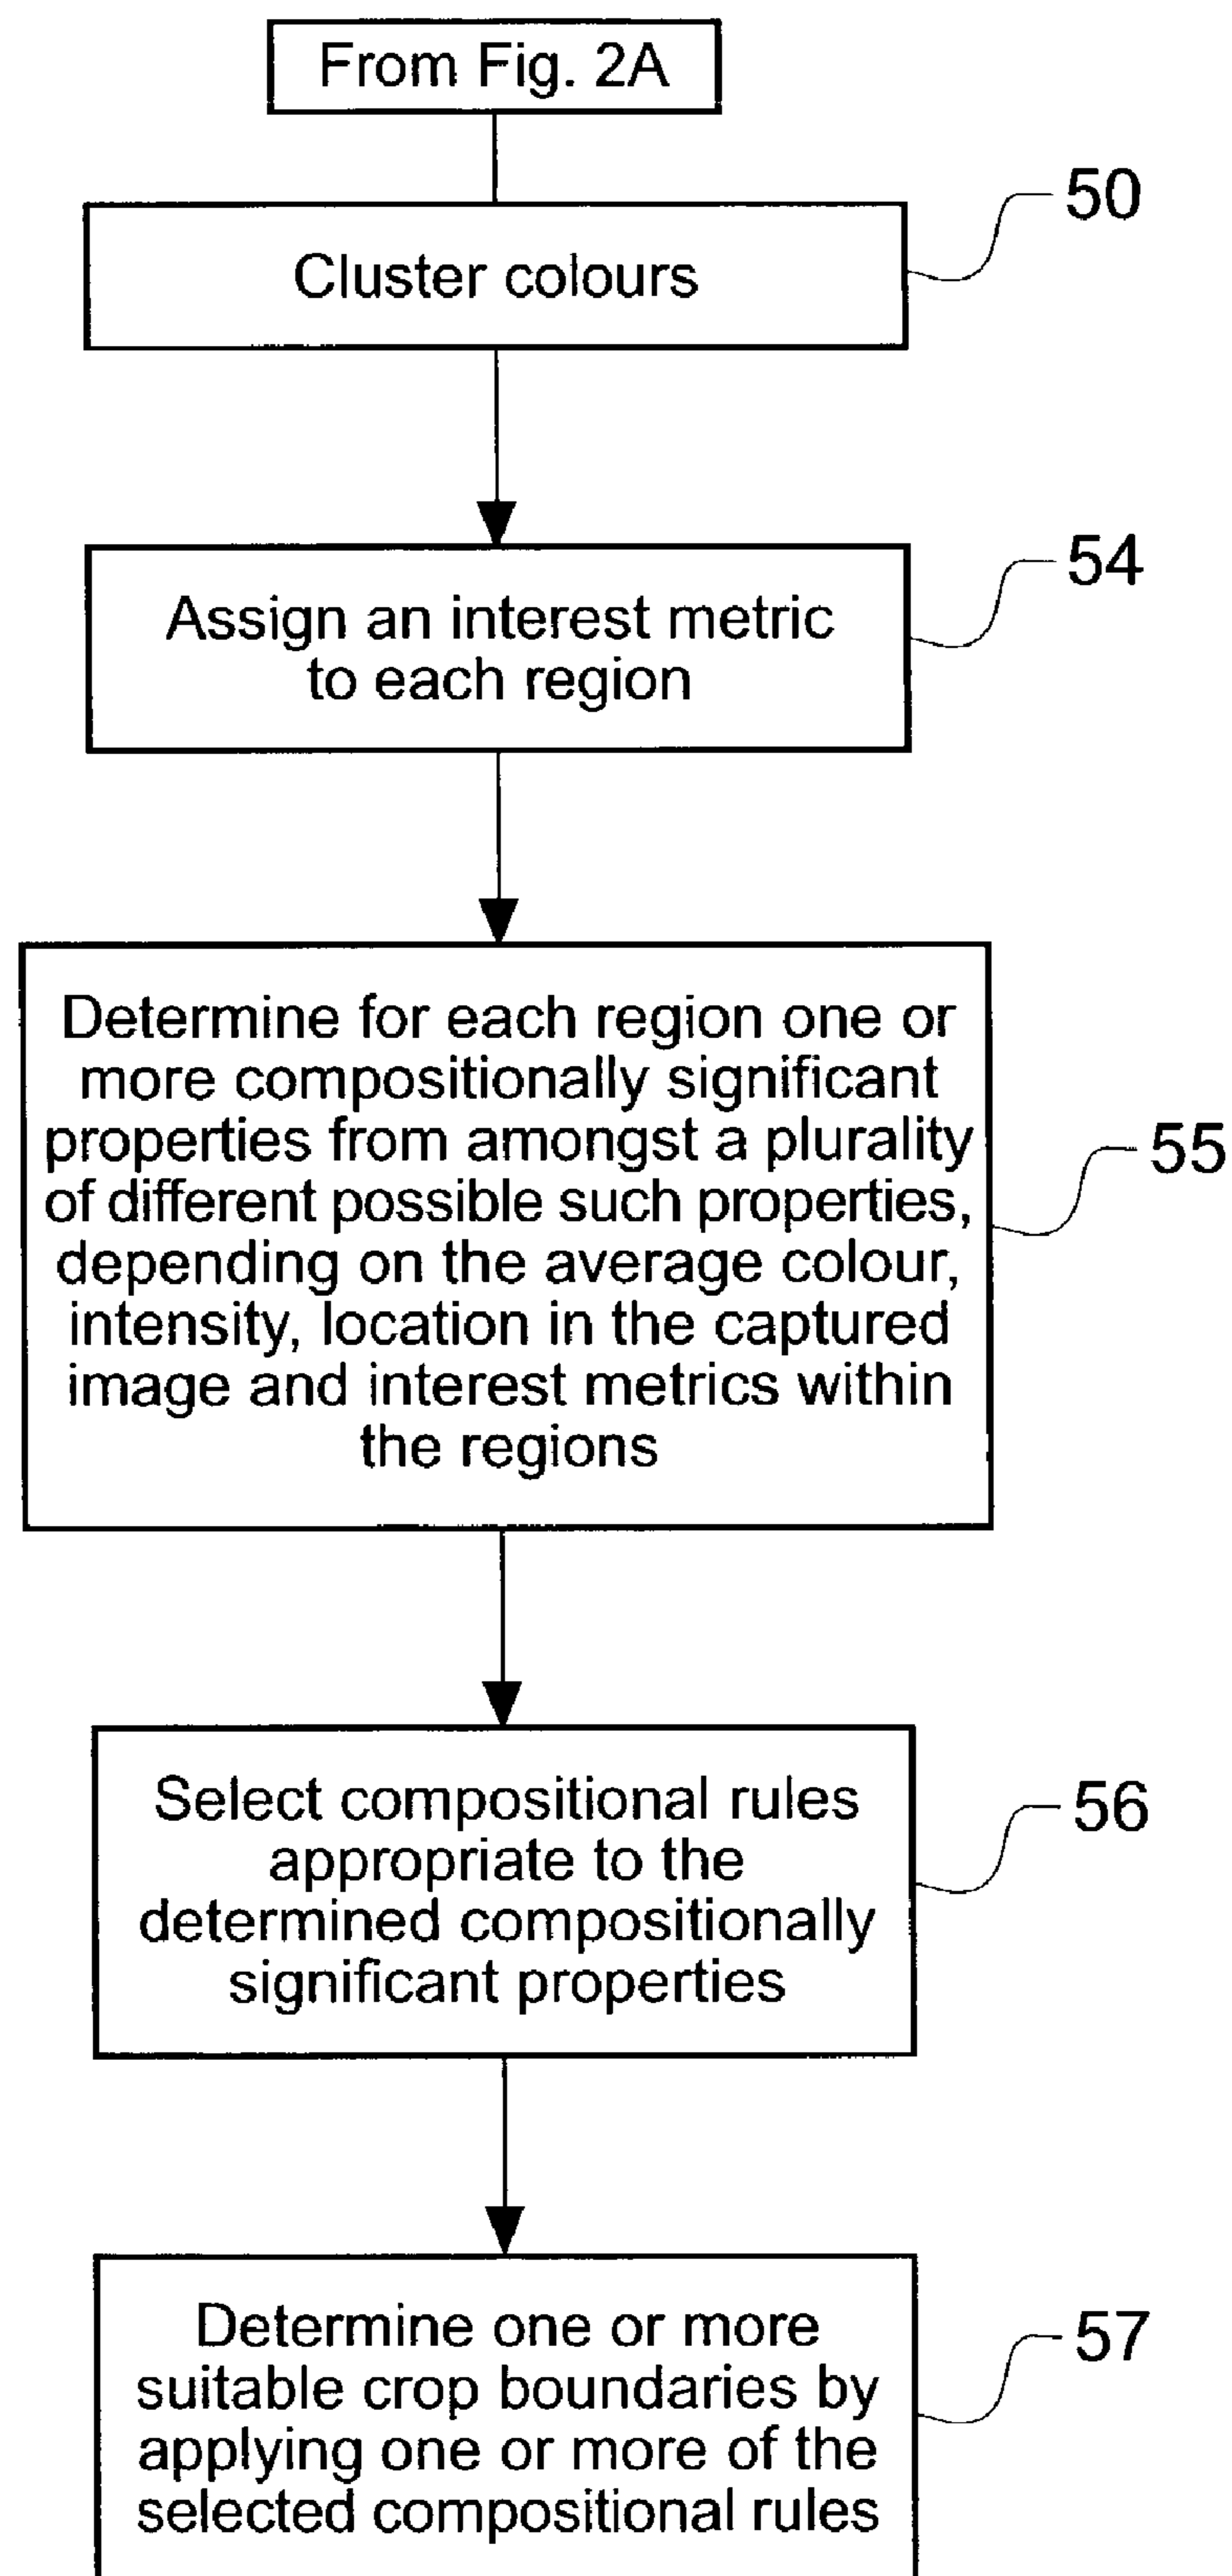 From Fig. 2A
50
Cluster colours
54
Assign an interest metric
to each region
Determine for each region one or
more compositionally significant
properties from amongst a plurality
of different possible such properties,
depending on the average colour,
intensity, location in the captured
image and interest metrics within
the regions
55
Select compositional rules
appropriate to the
determined compositionally
significant properties
56
Determine one or more
suitable crop boundaries by
applying one or more of the
selected compositional rules
57